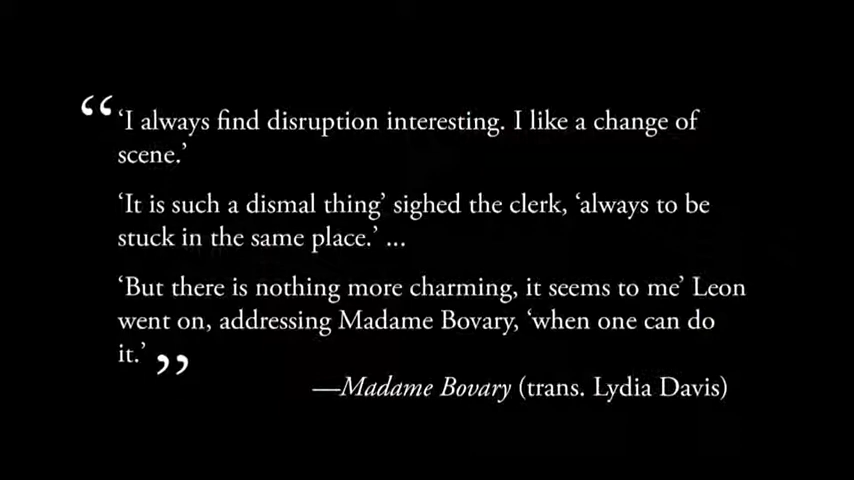 “‘I always find disruption interesting. I like a change of
scene.’
‘It is such a dismal thing’ sighed the clerk, ‘always to be
stuck in the same place.’ ...
‘But there is nothing more charming, it seems to me’ Leon
went on, addressing Madame Bovary, ‘when one can do
it.’ ”
—Madame Bovary (trans. Lydia Davis)